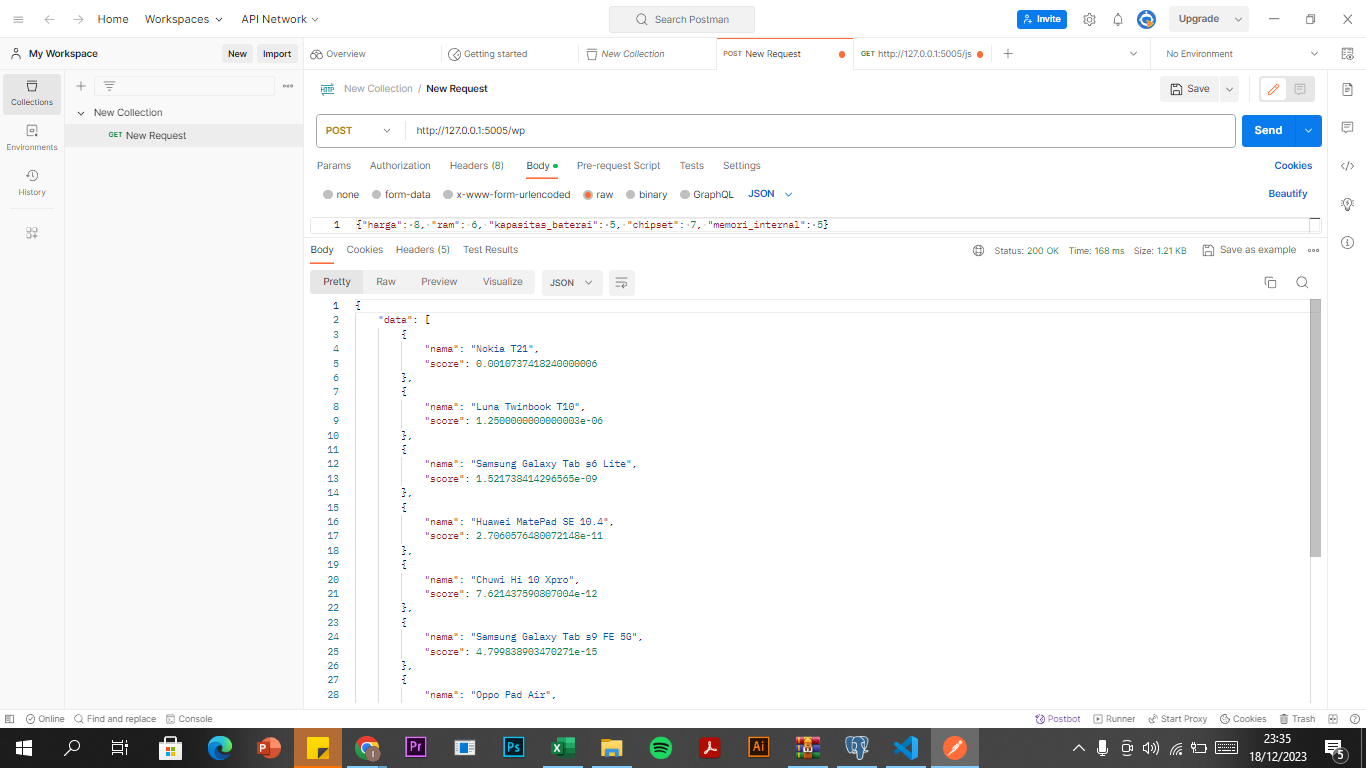 Home Workspaces API Network Search Postman Invite Upgrade
My Workspace New Import Overview Getting started New Collection POST New Request GET http://127.0.0.1:5005/js No Environment
Collections
Environments
History
New Collection
GET New Request
HTTP New Collection / New Request Save
POST http://127.0.0.1:5005/wp Send
Params Authorization Headers (8) Body Pre-request Script Tests Settings Cookies
none form-data x-www-form-urlencoded raw binary GraphQL JSON Beautify
1 {"harga": 8, "ram": 6, "kapasitas_baterai": 5, "chipset": 7, "memori_internal": 5}
Body Cookies Headers (5) Test Results Status: 200 OK Time: 168 ms Size: 1.21 KB Save as example
Pretty Raw Preview Visualize JSON
1 {
2 "data": [
3 {
4 "nama": "Nokia T21",
5 "score": 0.0010737418240000006
6 },
7 {
8 "nama": "Luna Twinbook T10",
9 "score": 1.2500000000000003e-06
10 },
11 {
12 "nama": "Samsung Galaxy Tab s6 Lite",
13 "score": 1.521738414296565e-09
14 },
15 {
16 "nama": "Huawei MatePad SE 10.4",
17 "score": 2.7060576480072148e-11
18 },
19 {
20 "nama": "Chuwi Hi 10 Xpro",
21 "score": 7.621437590807004e-12
22 },
23 {
24 "nama": "Samsung Galaxy Tab s9 FE 5G",
25 "score": 4.799838903470271e-15
26 },
27 {
28 "nama": "Oppo Pad Air",
Online Find and replace Console Postbot Runner Start Proxy Cookies Trash
Pr Ps Ai
23:35
18/12/2023
5